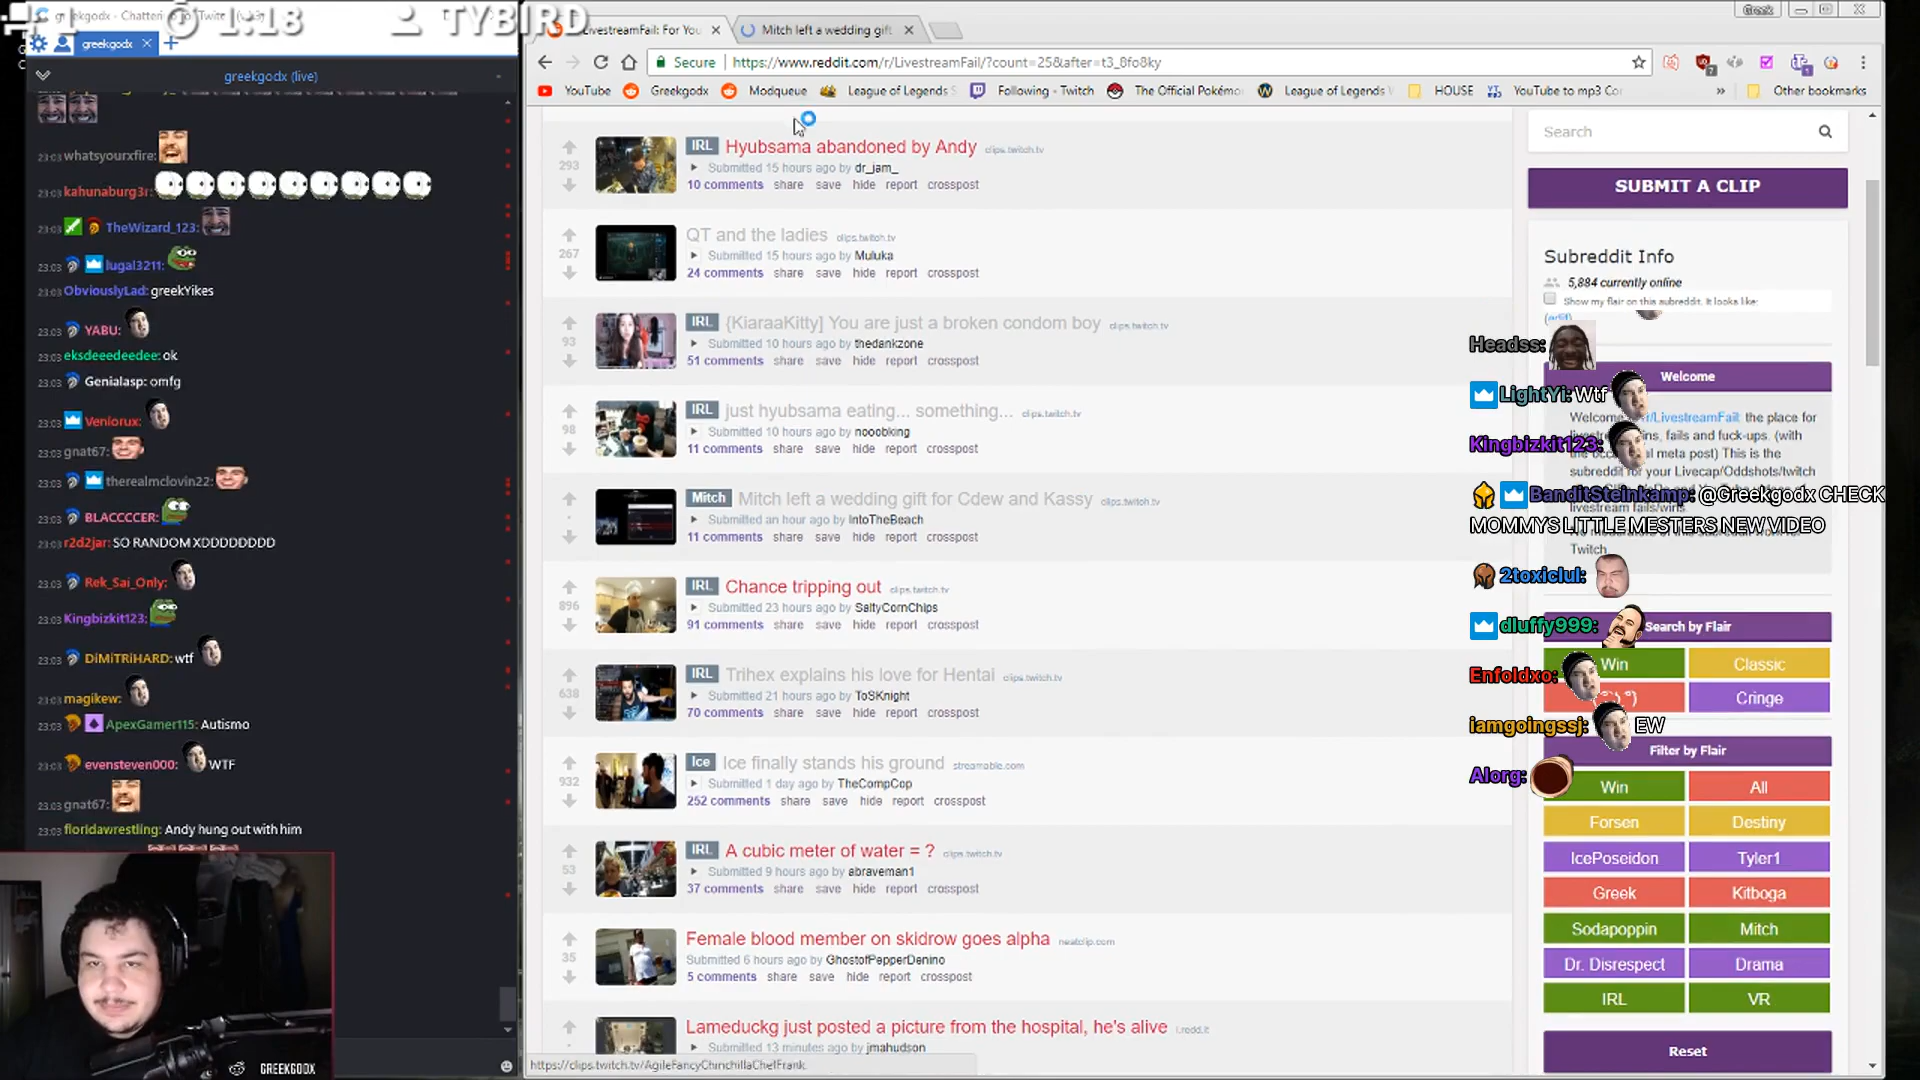 greekgodx - Chatteri
1:18
TYBIRD
greekgodx
greekgodx (live)
23:03 whatsyourxfire:
23:03 kahunaburg3r:
23:03 TheWizard_123:
23:03 lugal3211:
23:03 ObviouslyLad: greekYikes
23:03 YABU:
23:03 eksdeeedeedee: ok
23:03 Genialasp: omfg
23:03 Veniorux:
23:03 gnat67:
23:03 therealmclovin22:
23:03 BLACCCCER:
23:03 r2d2jar: SO RANDOM XDDDDDDDD
23:03 Rek_Sai_Only:
23:03 Kingbizkit123:
23:03 DiMiTRiHARD: wtf
23:03 magikew:
23:03 ApexGamer115: Autismo
23:03 evensteven000: WTF
23:03 gnat67:
23:03 floridawrestling: Andy hung out with him
GREEKGODX
LivestreamFail: For You
Mitch left a wedding gift
Greek
Secure
https://www.reddit.com/r/LivestreamFail/?count=25&after=t3_8fo8ky
YouTube
Greekgodx
Modqueue
League of Legends S
Following - Twitch
The Official Pokémo
League of Legends
HOUSE
YouTube to mp3 Co
»
Other bookmarks
293
IRL Hyubsama abandoned by Andy clips.twitch.tv
Submitted 15 hours ago by dr_jam_
10 comments share save hide report crosspost
267
QT and the ladies clips.twitch.tv
Submitted 15 hours ago by Muluka
24 comments share save hide report crosspost
93
IRL {KiaraaKitty] You are just a broken condom boy clips.twitch.tv
Submitted 10 hours ago by thedankzone
51 comments share save hide report crosspost
98
IRL just hyubsama eating... something... clips.twitch.tv
Submitted 10 hours ago by nooobking
11 comments share save hide report crosspost
Mitch Mitch left a wedding gift for Cdew and Kassy clips.twitch.tv
Submitted an hour ago by IntoTheBeach
11 comments share save hide report crosspost
896
IRL Chance tripping out clips.twitch.tv
Submitted 23 hours ago by SaltyCornChips
91 comments share save hide report crosspost
638
IRL Trihex explains his love for Hentai clips.twitch.tv
Submitted 21 hours ago by ToSKnight
70 comments share save hide report crosspost
932
Ice Ice finally stands his ground streamable.com
Submitted 1 day ago by TheCompCop
252 comments share save hide report crosspost
53
IRL A cubic meter of water = ? clips.twitch.tv
Submitted 9 hours ago by abraveman1
37 comments share save hide report crosspost
35
Female blood member on skidrow goes alpha neatclip.com
Submitted 6 hours ago by GhostofPepperDenino
5 comments share save hide report crosspost
Lameduckg just posted a picture from the hospital, he's alive i.redd.it
Submitted 13 minutes ago by jmahudson
https://clips.twitch.tv/AgileFancyChinchillaChefFrank
Search
SUBMIT A CLIP
Subreddit Info
5,884 currently online
Show my flair on this subreddit. It looks like:
(edit)
Welcome
Welcome r/LivestreamFail: the place for
wins, fails and fuck-ups. (with
al meta post) This is the
subreddit for your Livecap/Oddshots/twitch
livestream fails/wins
Twitch
Headss:
LightYi: Wtf
Kingbizkit123:
BanditSteinkamp: @Greekgodx CHECK
MOMMYS LITTLE MESTERS NEW VIDEO
2toxiclul:
dluffy999:
Enfoldxo:
iamgoingssj: EW
Alorg:
Search by Flair
Win
Classic
Cringe
Filter by Flair
Win
All
Forsen
Destiny
IcePoseidon
Tyler1
Greek
Kitboga
Sodapoppin
Mitch
Dr. Disrespect
Drama
IRL
VR
Reset